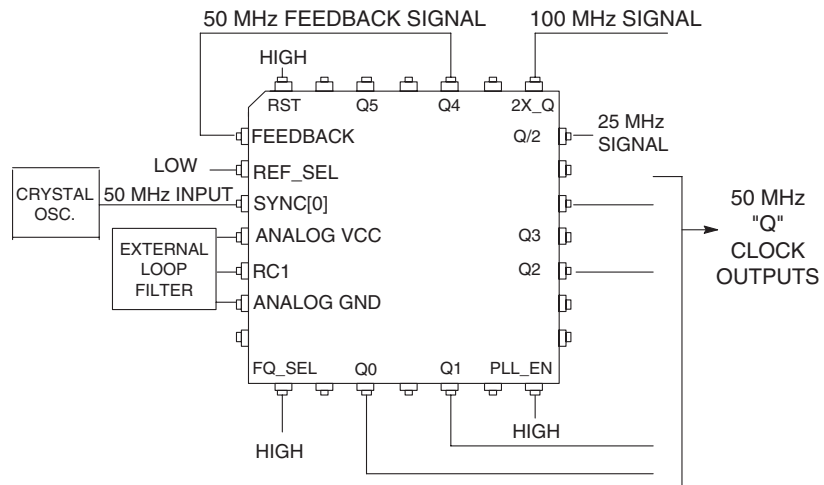 50 MHz FEEDBACK SIGNAL
100 MHz SIGNAL
HIGH
RST
Q5
Q4
2X_Q
FEEDBACK
Q/2
25 MHz
SIGNAL
LOW
REF_SEL
CRYSTAL
OSC.
50 MHz INPUT
SYNC[0]
50 MHz
"Q"
CLOCK
OUTPUTS
ANALOG VCC
Q3
EXTERNAL
LOOP
FILTER
RC1
Q2
ANALOG GND
FQ_SEL
Q0
Q1
PLL_EN
HIGH
HIGH